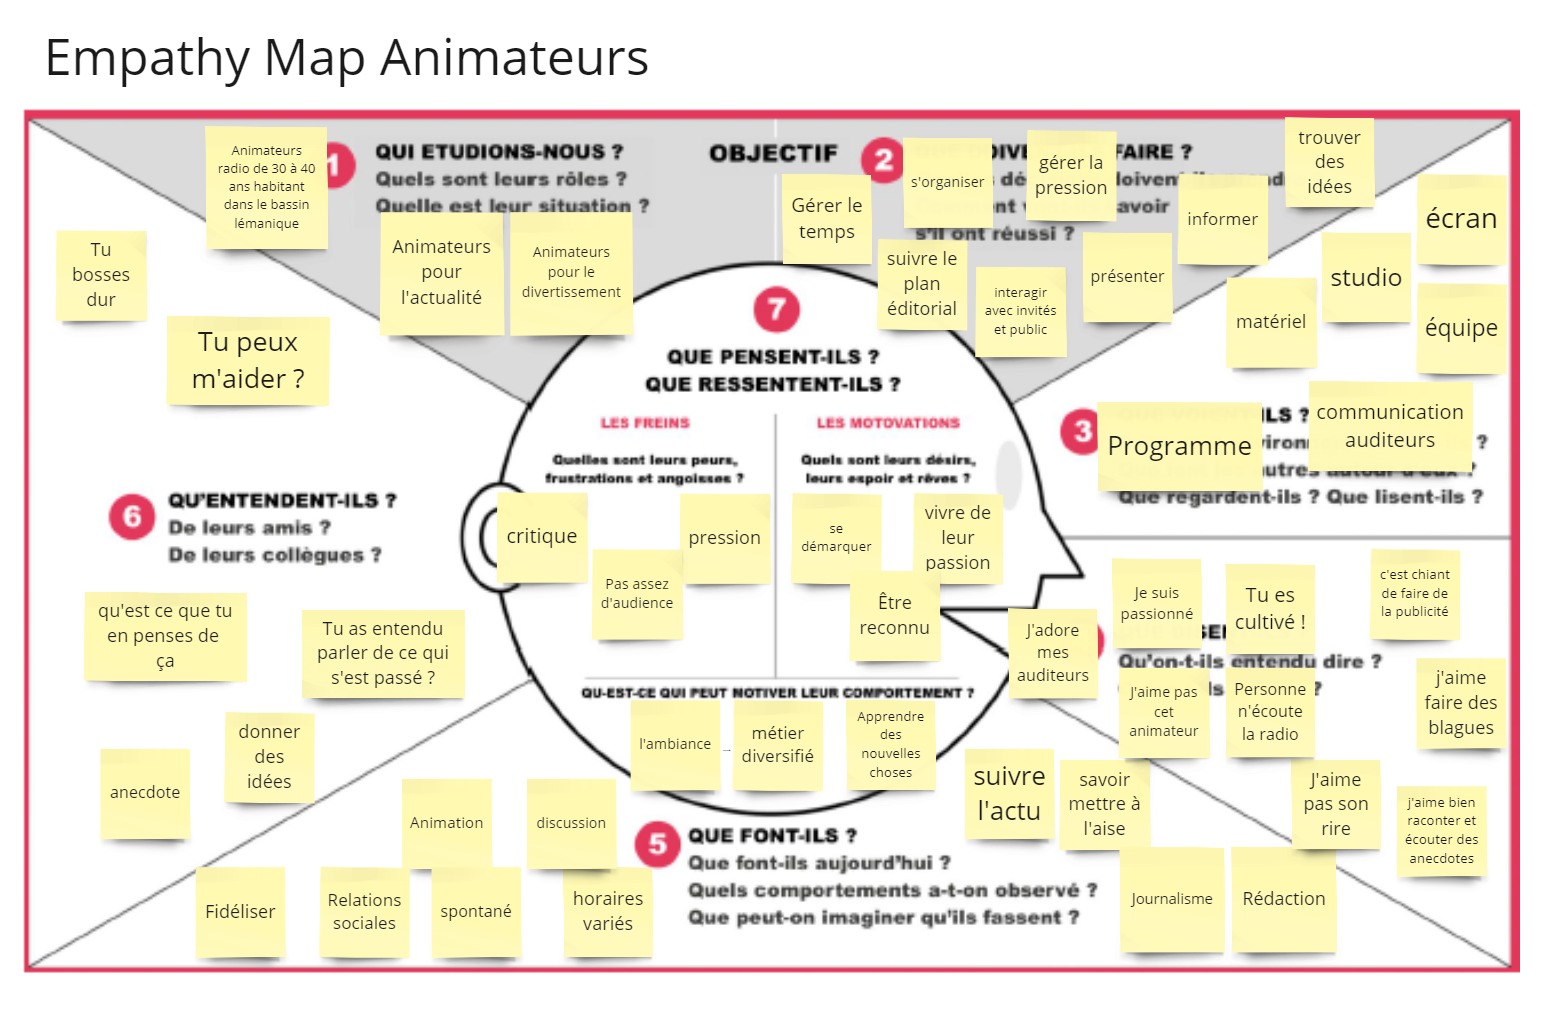 Empathy Map Animateurs
Animateurs
radio de 30 à 40
ans habitant
dans le bassin
lémanique
1
QUI ETUDIONS-NOUS ?
Quels sont leurs rôles ?
Quelle est leur situation ?
Animateurs
pour
l'actualité
Animateurs
pour le
divertissement
OBJECTIF
2
FAIRE ?
s'il ont réussi ?
Gérer le
temps
s'organiser
gérer la
pression
trouver
des
idées
informer
suivre le
plan
éditorial
interagir
avec invités
et public
présenter
écran
studio
matériel
équipe
3
Programme
communication
auditeurs
Que regardent-ils ? Que lisent-ils ?
Tu
bosses
dur
Tu peux
m'aider ?
6
QU'ENTENDENT-ILS ?
De leurs amis ?
De leurs collègues ?
qu'est ce que tu
en penses de
ça
Tu as entendu
parler de ce qui
s'est passé ?
donner
des
idées
anecdote
7
QUE PENSENT-ILS ?
QUE RESSENTENT-ILS ?
LES FREINS
Quelles sont leurs peurs,
frustrations et angoisses ?
critique
pression
Pas assez
d'audience
LES MOTOVATIONS
Quels sont leurs désirs,
leurs espoir et rêves ?
se
démarquer
vivre de
leur
passion
Être
reconnu
QU-EST-CE QUI PEUT NOTIVER LEUR COMPORTEMENT ?
l'ambiance
métier
diversifié
Apprendre
des
nouvelles
choses
Qu'on-t-ils entendu dire ?
J'adore
mes
auditeurs
Je suis
passionné
Tu es
cultivé !
c'est chiant
de faire de
la publicité
J'aime pas
cet
animateur
Personne
n'écoute
la radio
j'aime
faire des
blagues
J'aime
pas son
rire
j'aime bien
raconter et
écouter des
anecdotes
5
QUE FONT-ILS ?
Que font-ils aujourd'hui ?
Quels comportements a-t-on observé ?
Que peut-on imaginer qu'ils fassent ?
Animation
discussion
Fidéliser
Relations
sociales
spontané
horaires
variés
suivre
l'actu
savoir
mettre à
l'aise
Journalisme
Rédaction